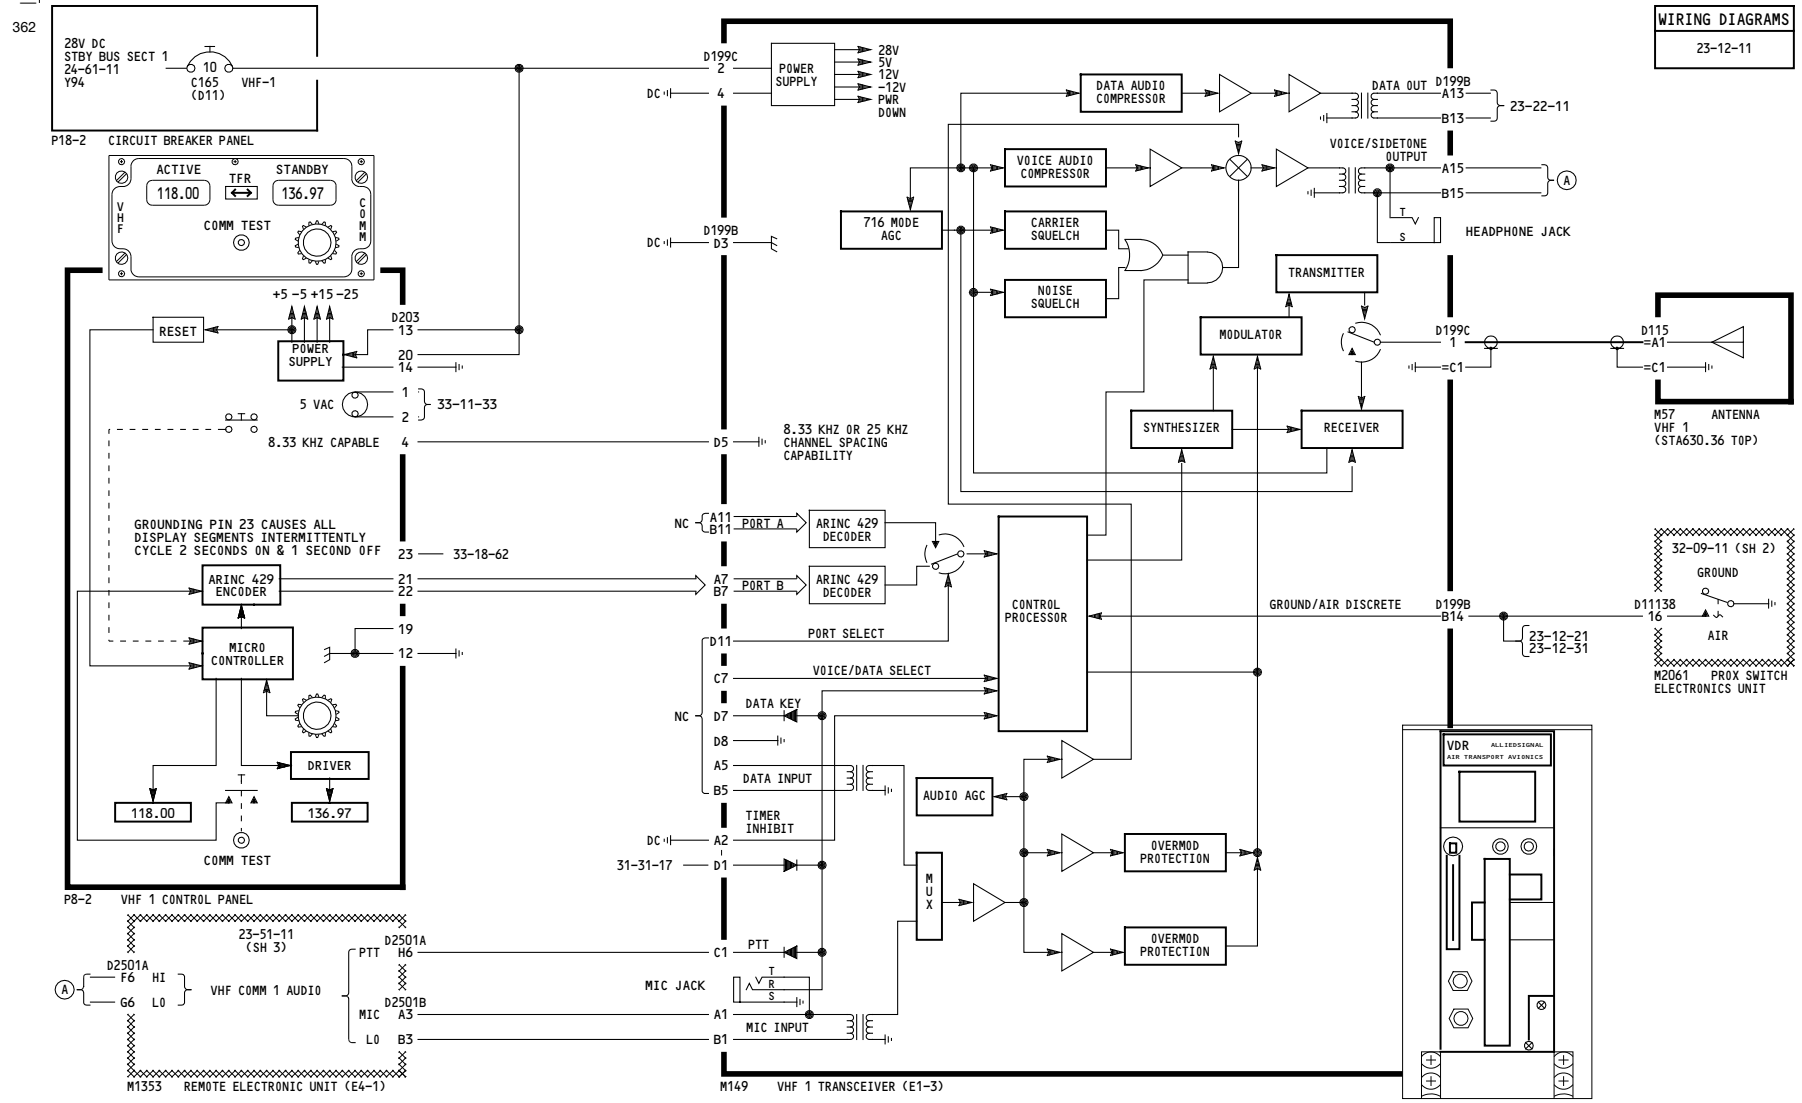 362
28V DC
STBY BUS SECT 1
24-61-11
Y94
10
C165
(D11)
VHF-1
P18-2 CIRCUIT BREAKER PANEL
WIRING DIAGRAMS
23-12-11
ACTIVE
118.00
TFR
STANDBY
136.97
VHF
COMM
COMM TEST
+5 -5 +15 -25
RESET
POWER
SUPPLY
D203
13
20
14
5 VAC
1
2
33-11-33
8.33 KHZ CAPABLE 4
GROUNDING PIN 23 CAUSES ALL
DISPLAY SEGMENTS INTERMITTENTLY
CYCLE 2 SECONDS ON & 1 SECOND OFF
23
33-18-62
ARINC 429
ENCODER
21
22
MICRO
CONTROLLER
19
12
DRIVER
T
118.00
136.97
COMM TEST
P8-2 VHF 1 CONTROL PANEL
23-51-11
(SH 3)
D2501A
F6 HI
G6 LO
A
VHF COMM 1 AUDIO
PTT
D2501A
H6
D2501B
MIC A3
LO B3
M1353 REMOTE ELECTRONIC UNIT (E4-1)
D199C
2
DC
4
POWER
SUPPLY
28V
5V
12V
-12V
PWR
DOWN
D199B
DC
D3
D5
8.33 KHZ OR 25 KHZ
CHANNEL SPACING
CAPABILITY
NC
A11
B11
PORT A
ARINC 429
DECODER
A7
B7
PORT B
ARINC 429
DECODER
D11
PORT SELECT
C7
VOICE/DATA SELECT
NC
D7
DATA KEY
D8
A5
DATA INPUT
B5
TIMER
INHIBIT
DC
A2
31-31-17
D1
C1
PTT
MIC JACK
T
R
S
A1
MIC INPUT
B1
M149 VHF 1 TRANSCEIVER (E1-3)
DATA AUDIO
COMPRESSOR
VOICE AUDIO
COMPRESSOR
716 MODE
AGC
CARRIER
SQUELCH
NOISE
SQUELCH
TRANSMITTER
MODULATOR
SYNTHESIZER
RECEIVER
CONTROL
PROCESSOR
AUDIO AGC
MUX
OVERMOD
PROTECTION
OVERMOD
PROTECTION
DATA OUT
D199B
A13
B13
23-22-11
VOICE/SIDETONE
OUTPUT
A15
B15
A
T
S
HEADPHONE JACK
D199C
1
=C1
D115
=A1
=C1
M57 ANTENNA
VHF 1
(STA630.36 TOP)
GROUND/AIR DISCRETE
D199B
B14
23-12-21
23-12-31
32-09-11 (SH 2)
GROUND
D11138
16
AIR
M2061 PROX SWITCH
ELECTRONICS UNIT
VDR ALLIEDSIGNAL
AIR TRANSPORT AVIONICS